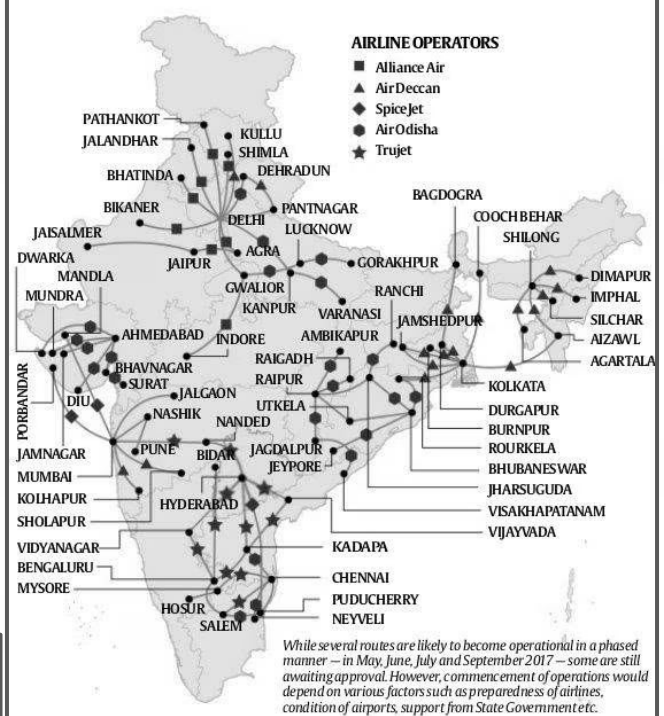 AIRLINE OPERATORS
Alliance Air
Air Deccan
SpiceJet
Air Odisha
Trujet
PATHANKOT
KULLU
JALANDHAR
SHIMLA
DEHRADUN
BHATINDA
BIKANER
PANTNAGAR
DELHI
BAGDOGRA
COOCH BEHAR
JAISALMER
LUCKNOW
SHILONG
DWARKA
JAIPUR
AGRA
GORAKHPUR
MANDLA
DIMAPUR
MUNDRA
GWALIOR
RANCHI
IMPHAL
KANPUR
VARANASI
SILCHAR
AHMEDABAD
INDORE
AMBIKAPUR
JAMSHEDPUR
AIZAWL
BHAVNAGAR
RAIGADH
AGARTALA
SURAT
RAIPUR
KOLKATA
PORBANDAR
DIU
JALGAON
UTKELA
DURGAPUR
NASHIK
NANDED
BURNPUR
JAMNAGAR
PUNE
BIDAR
JAGDALPUR
ROURKELA
MUMBAI
JEYPORE
BHUBANESWAR
KOLHAPUR
HYDERABAD
JHARSUGUDA
SHOLAPUR
VISAKHAPATANAM
VIJAYVADA
VIDYANAGAR
KADAPA
BENGALURU
CHENNAI
MYSORE
PUDUCHERRY
HOSUR
NEYVELI
SALEM
While several routes are likely to become operational in a phased
manner — in May, June, July and September 2017 — some are still
awaiting approval. However, commencement of operations would
depend on various factors such as preparedness of airlines,
condition of airports, support from State Government etc.